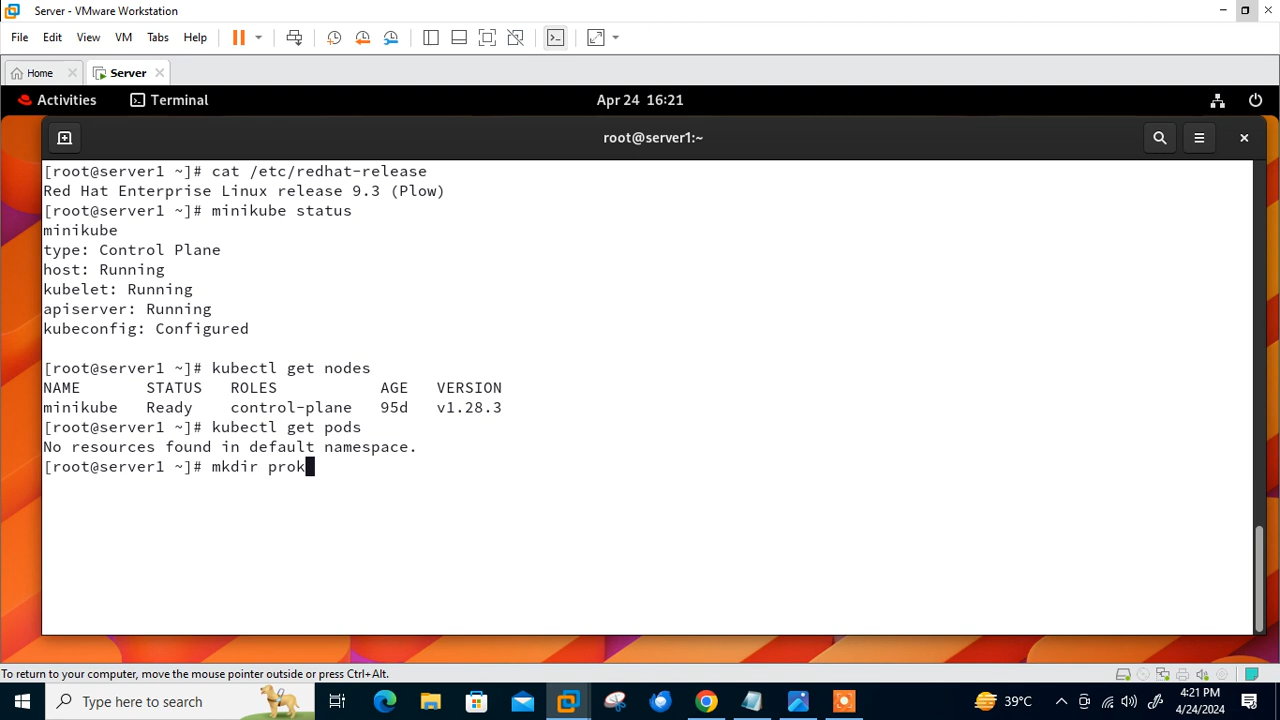 Server - VMware Workstation
File Edit View VM Tabs Help
Home Server
Activities Terminal Apr 24 16:21
root@server1:~
[root@server1 ~]# cat /etc/redhat-release
Red Hat Enterprise Linux release 9.3 (Plow)
[root@server1 ~]# minikube status
minikube
type: Control Plane
host: Running
kubelet: Running
apiserver: Running
kubeconfig: Configured
[root@server1 ~]# kubectl get nodes
NAME STATUS ROLES AGE VERSION
minikube Ready control-plane 95d v1.28.3
[root@server1 ~]# kubectl get pods
No resources found in default namespace.
[root@server1 ~]# mkdir prok
To return to your computer, move the mouse pointer outside or press Ctrl+Alt.
Type here to search 39°C 4:21 PM
4/24/2024